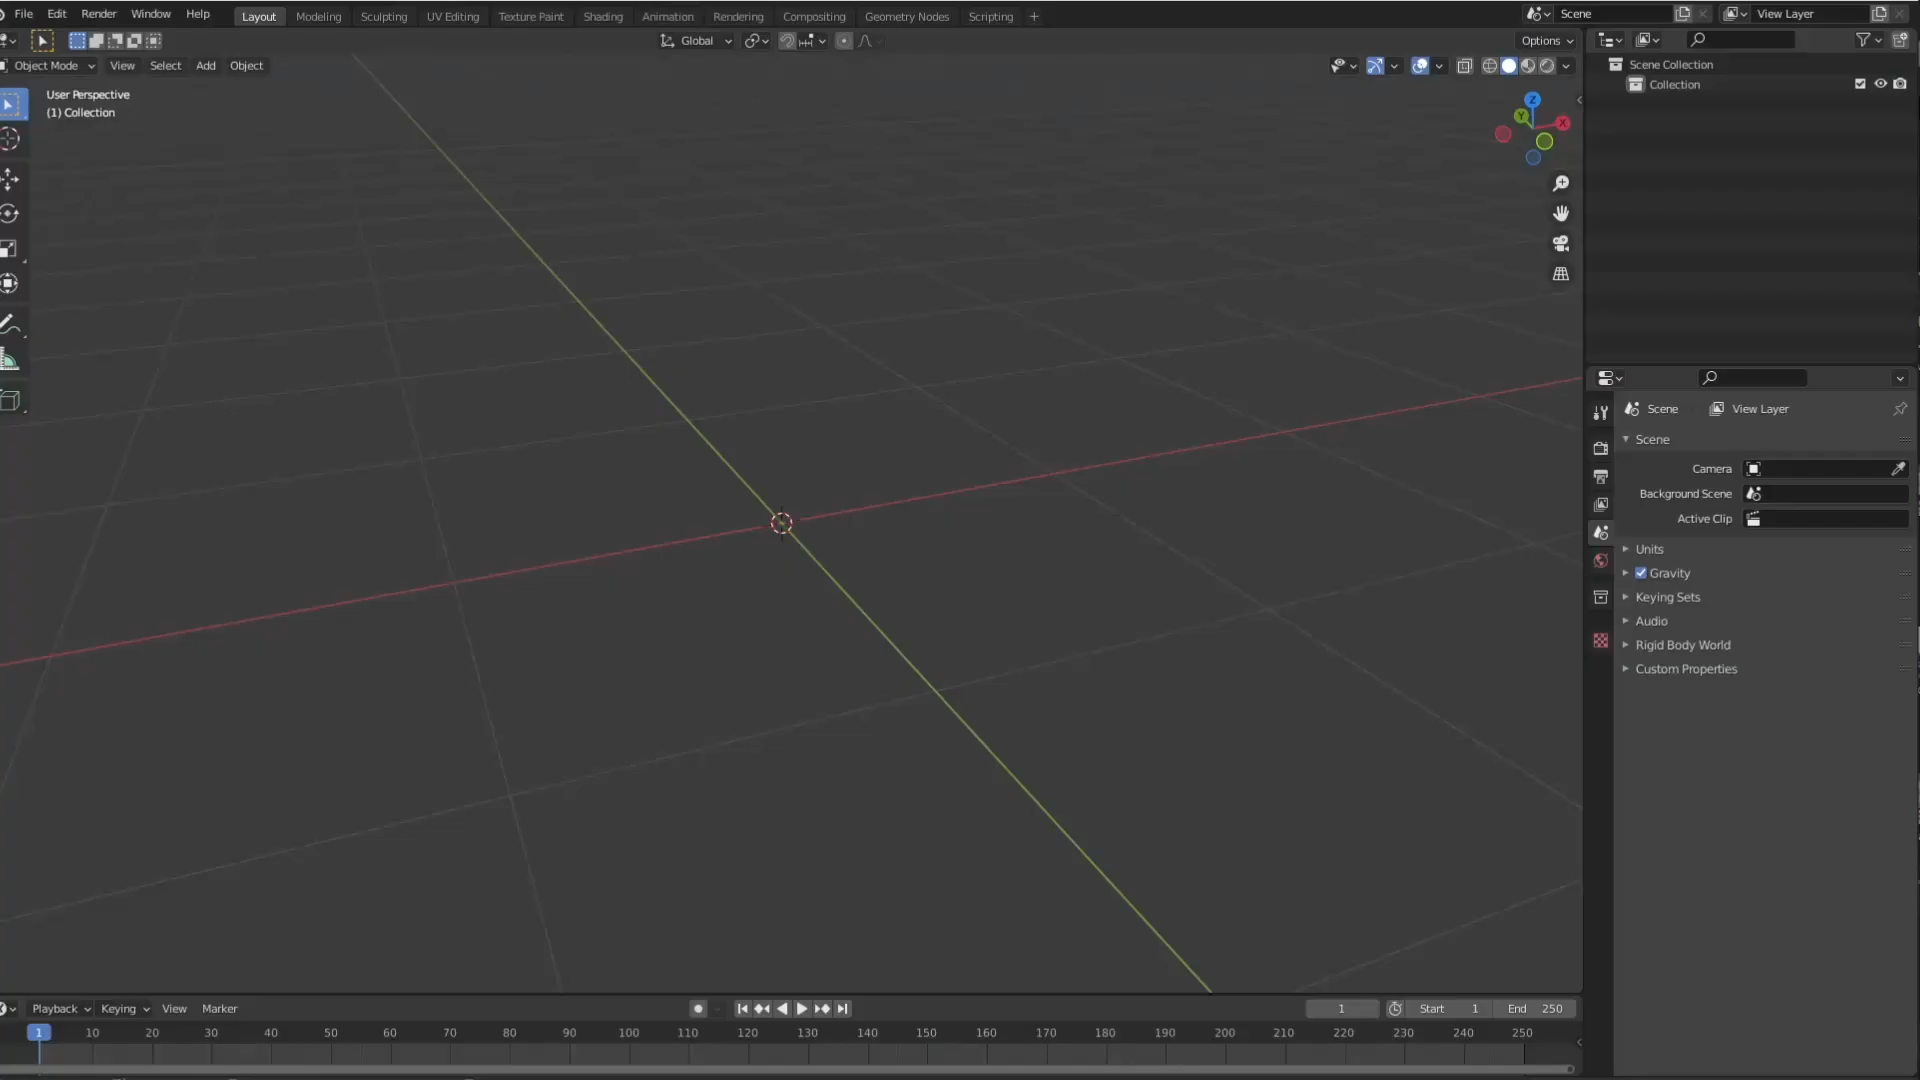 File Edit Render Window Help Layout Modeling Sculpting UV Editing Texture Paint Shading Animation Rendering Compositing Geometry Nodes Scripting + Scene View Layer
Global Options
Object Mode View Select Add Object
User Perspective
(1) Collection
Z
Y
X
Scene Collection
Collection
Scene View Layer
Scene
Camera
Background Scene
Active Clip
Units
Gravity
Keying Sets
Audio
Rigid Body World
Custom Properties
Playback Keying View Marker 1 Start 1 End 250
1 10 20 30 40 50 60 70 80 90 100 110 120 130 140 150 160 170 180 190 200 210 220 230 240 250